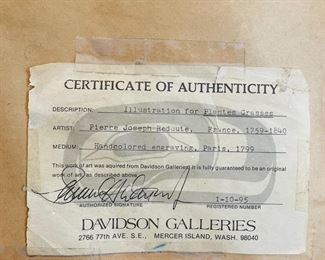 CERTIFICATE OF AUTHENTICITY
DESCRIPTION: Illustration for Plantes Grasses
ARTIST: Pierre Joseph Redoute, France, 1759-1840
MEDIUM: Handcolored engraving, Paris, 1799
This work of art was aquired from Davidson Galleries. It is fully guaranteed to be an original
work of art, as described above.
1-10-95
AUTHORIZED SIGNATURE REGISTERED NUMBER
DAVIDSON GALLERIES
2766 77th AVE. S.E., MERCER ISLAND, WASH. 98040